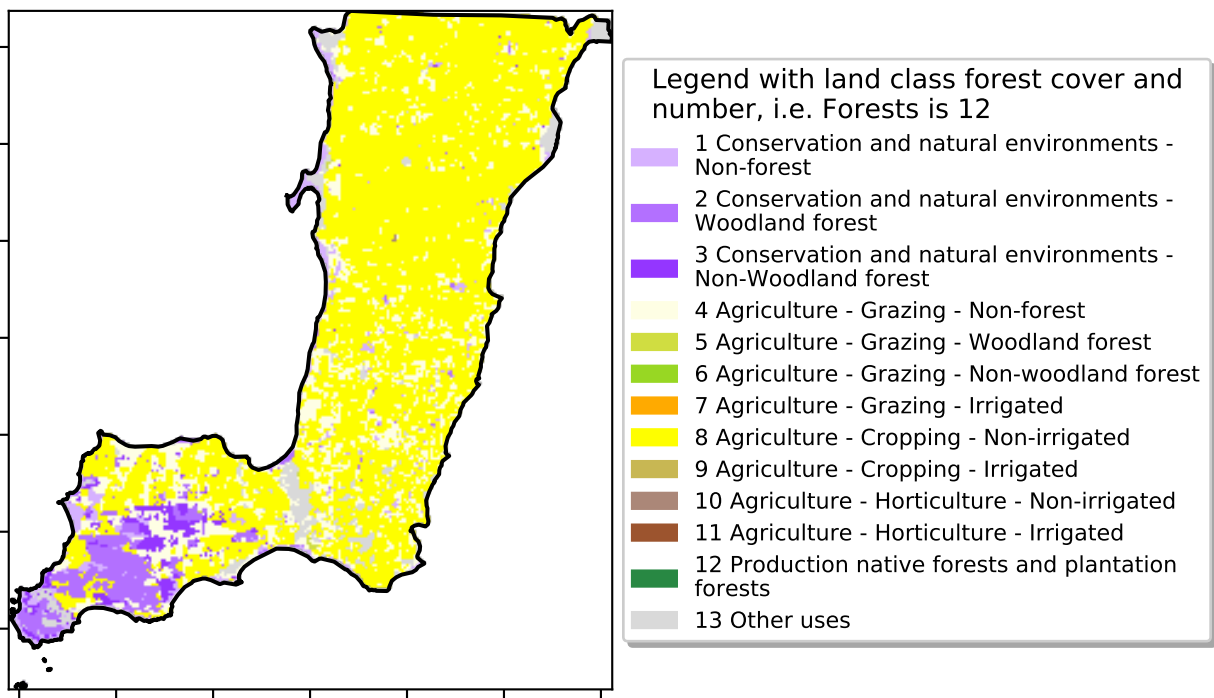 Legend with land class forest cover and
number, i.e. Forests is 12
1 Conservation and natural environments -
Non-forest
2 Conservation and natural environments -
Woodland forest
3 Conservation and natural environments -
Non-Woodland forest
4 Agriculture - Grazing - Non-forest
5 Agriculture - Grazing - Woodland forest
6 Agriculture - Grazing - Non-woodland forest
7 Agriculture - Grazing - Irrigated
8 Agriculture - Cropping - Non-irrigated
9 Agriculture - Cropping - Irrigated
10 Agriculture - Horticulture - Non-irrigated
11 Agriculture - Horticulture - Irrigated
12 Production native forests and plantation
forests
13 Other uses